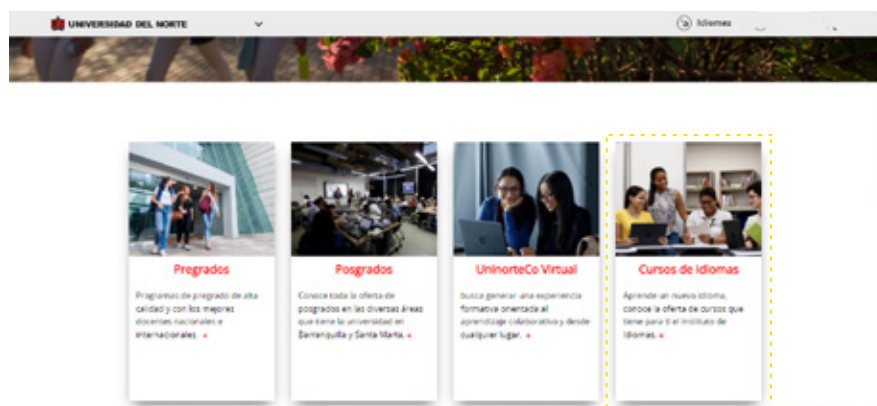 UNIVERSIDAD DEL NORTE
Idiomas
Pregrados
Programas de pregrado de alta
calidad y con los mejores
docentes nacionales e
internacionales. +
Posgrados
Conoce toda la oferta de
posgrados en las diversas áreas
que tiene la universidad en
Barranquilla y Santa Marta. +
UninorteCo Virtual
busca generar una experiencia
formativa orientada al
aprendizaje colaborativo y desde
cualquier lugar. +
Cursos de Idiomas
Aprende un nuevo idioma,
conoce la oferta de cursos que
tiene para ti el Instituto de
Idiomas. +